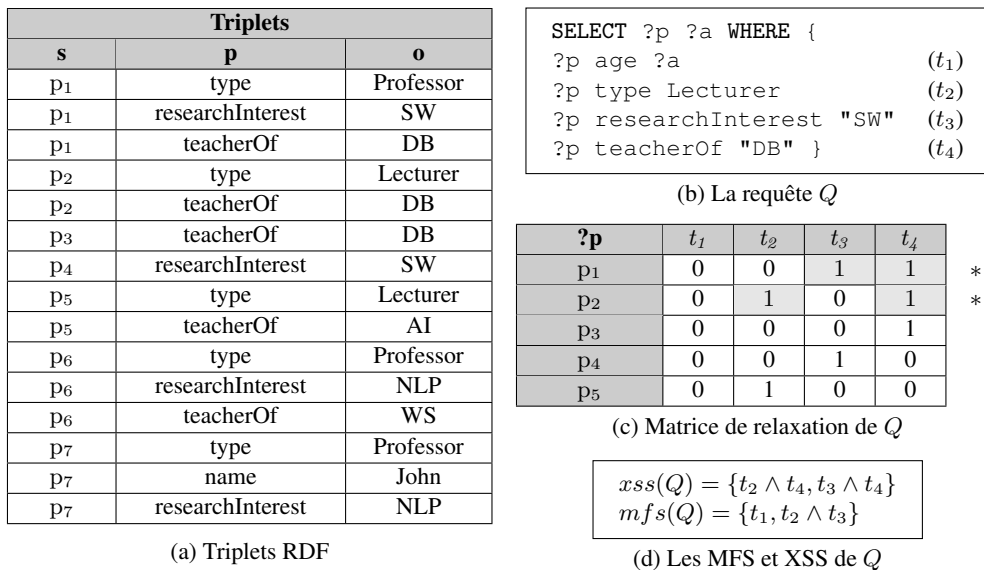 Triplets
s p o
p₁ type Professor
p₁ researchInterest SW
p₁ teacherOf DB
p₂ type Lecturer
p₂ teacherOf DB
p₃ teacherOf DB
p₄ researchInterest SW
p₅ type Lecturer
p₅ teacherOf AI
p₆ type Professor
p₆ researchInterest NLP
p₆ teacherOf WS
p₇ type Professor
p₇ name John
p₇ researchInterest NLP
(a) Triplets RDF
SELECT ?p ?a WHERE {
?p age ?a (t₁)
?p type Lecturer (t₂)
?p researchInterest "SW" (t₃)
?p teacherOf "DB" } (t₄)
(b) La requête Q
?p t₁ t₂ t₃ t₄
p₁ 0 0 1 1 *
p₂ 0 1 0 1 *
p₃ 0 0 0 1
p₄ 0 0 1 0
p₅ 0 1 0 0
(c) Matrice de relaxation de Q
xss(Q) = {t₂ ∧ t₄, t₃ ∧ t₄}
mfs(Q) = {t₁, t₂ ∧ t₃}
(d) Les MFS et XSS de Q